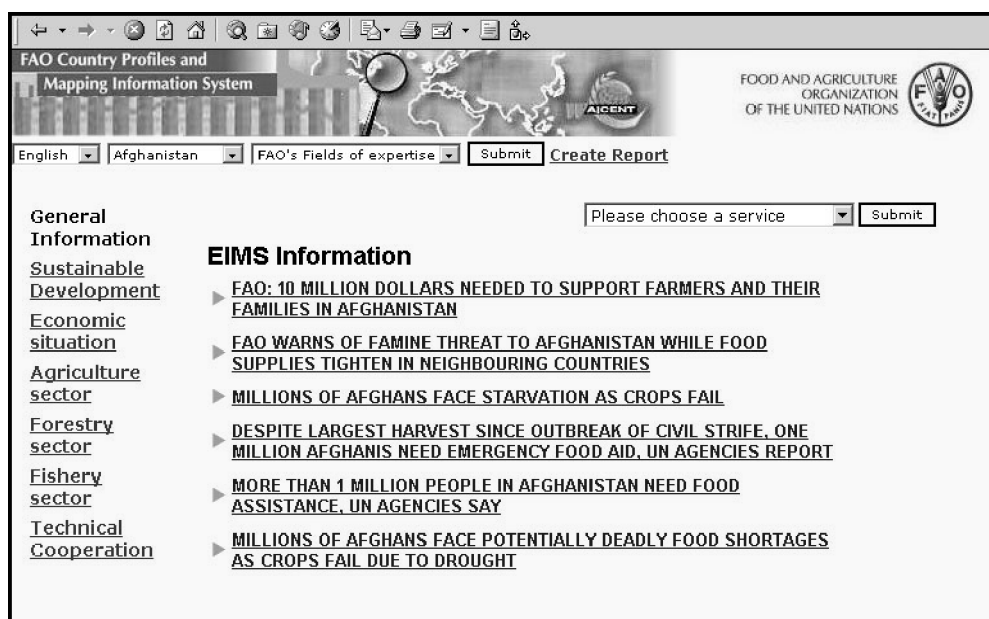 FAO Country Profiles and
Mapping Information System
AICENT
FOOD AND AGRICULTURE
ORGANIZATION
OF THE UNITED NATIONS
FAO
FIAT PANIS
English Afghanistan FAO's Fields of expertise Submit Create Report
Please choose a service Submit
General
Information
Sustainable
Development
Economic
situation
Agriculture
sector
Forestry
sector
Fishery
sector
Technical
Cooperation
EIMS Information
FAO: 10 MILLION DOLLARS NEEDED TO SUPPORT FARMERS AND THEIR
FAMILIES IN AFGHANISTAN
FAO WARNS OF FAMINE THREAT TO AFGHANISTAN WHILE FOOD
SUPPLIES TIGHTEN IN NEIGHBOURING COUNTRIES
MILLIONS OF AFGHANS FACE STARVATION AS CROPS FAIL
DESPITE LARGEST HARVEST SINCE OUTBREAK OF CIVIL STRIFE, ONE
MILLION AFGHANIS NEED EMERGENCY FOOD AID, UN AGENCIES REPORT
MORE THAN 1 MILLION PEOPLE IN AFGHANISTAN NEED FOOD
ASSISTANCE, UN AGENCIES SAY
MILLIONS OF AFGHANS FACE POTENTIALLY DEADLY FOOD SHORTAGES
AS CROPS FAIL DUE TO DROUGHT